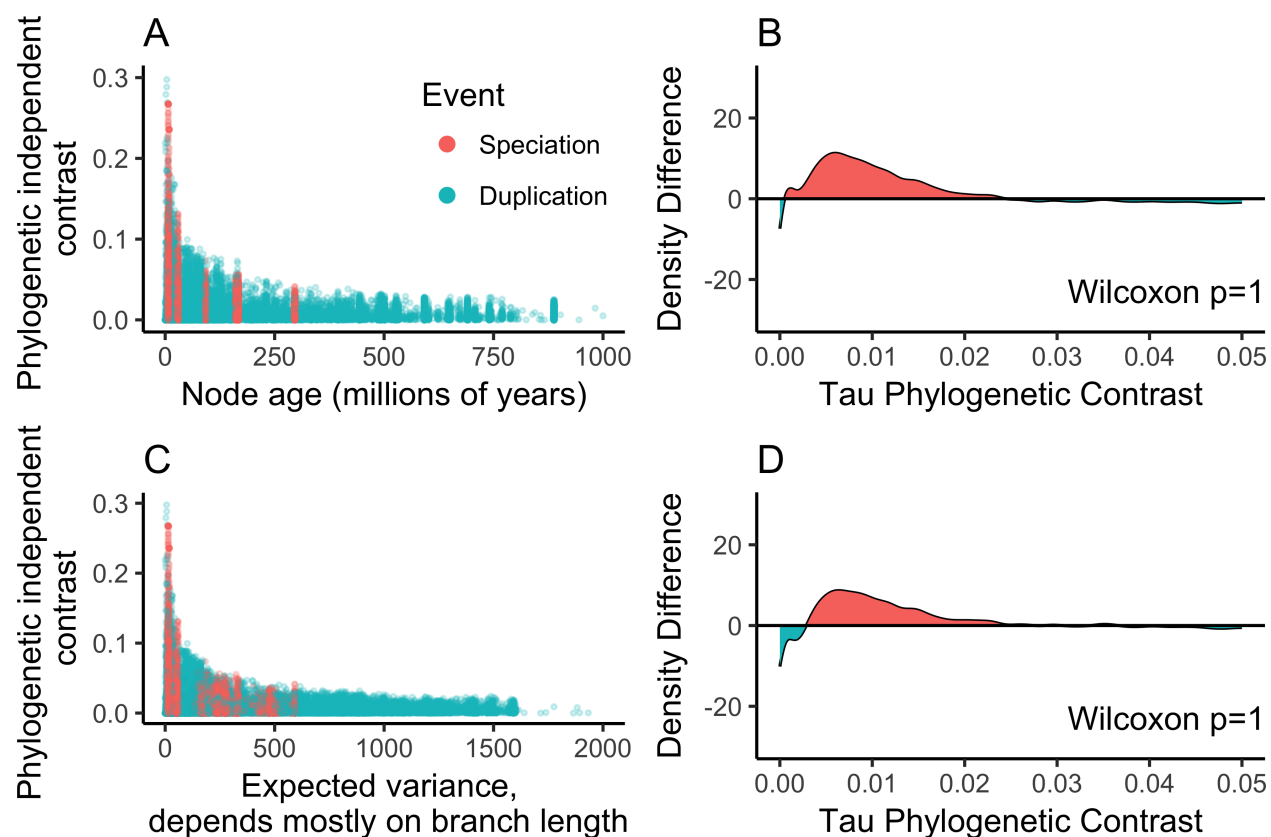 A
Phylogenetic independent
contrast
0.3
0.2
0.1
0.0
Event
Speciation
Duplication
0
250
500
750
1000
Node age (millions of years)
B
Density Difference
20
0
-20
Wilcoxon p=1
0.00
0.01
0.02
0.03
0.04
0.05
Tau Phylogenetic Contrast
C
Phylogenetic independent
contrast
0.3
0.2
0.1
0.0
0
500
1000
1500
2000
Expected variance,
depends mostly on branch length
D
Density Difference
20
0
-20
Wilcoxon p=1
0.00
0.01
0.02
0.03
0.04
0.05
Tau Phylogenetic Contrast